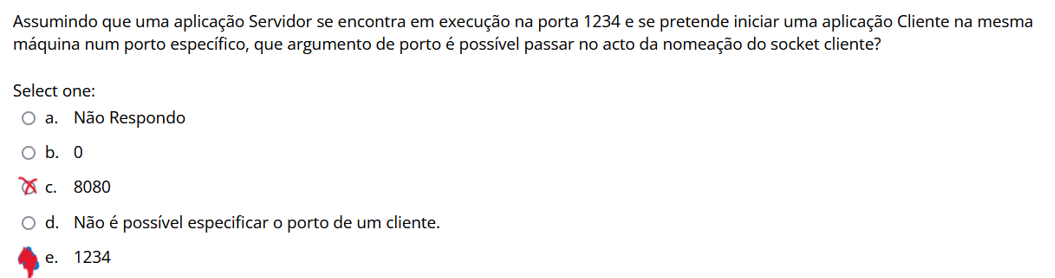 Assumindo que uma aplicação Servidor se encontra em execução na porta 1234 e se pretende iniciar uma aplicação Cliente na mesma
máquina num porto específico, que argumento de porto é possível passar no acto da nomeação do socket cliente?
Select one:
a. Não Respondo
b. 0
c. 8080
d. Não é possível especificar o porto de um cliente.
e. 1234